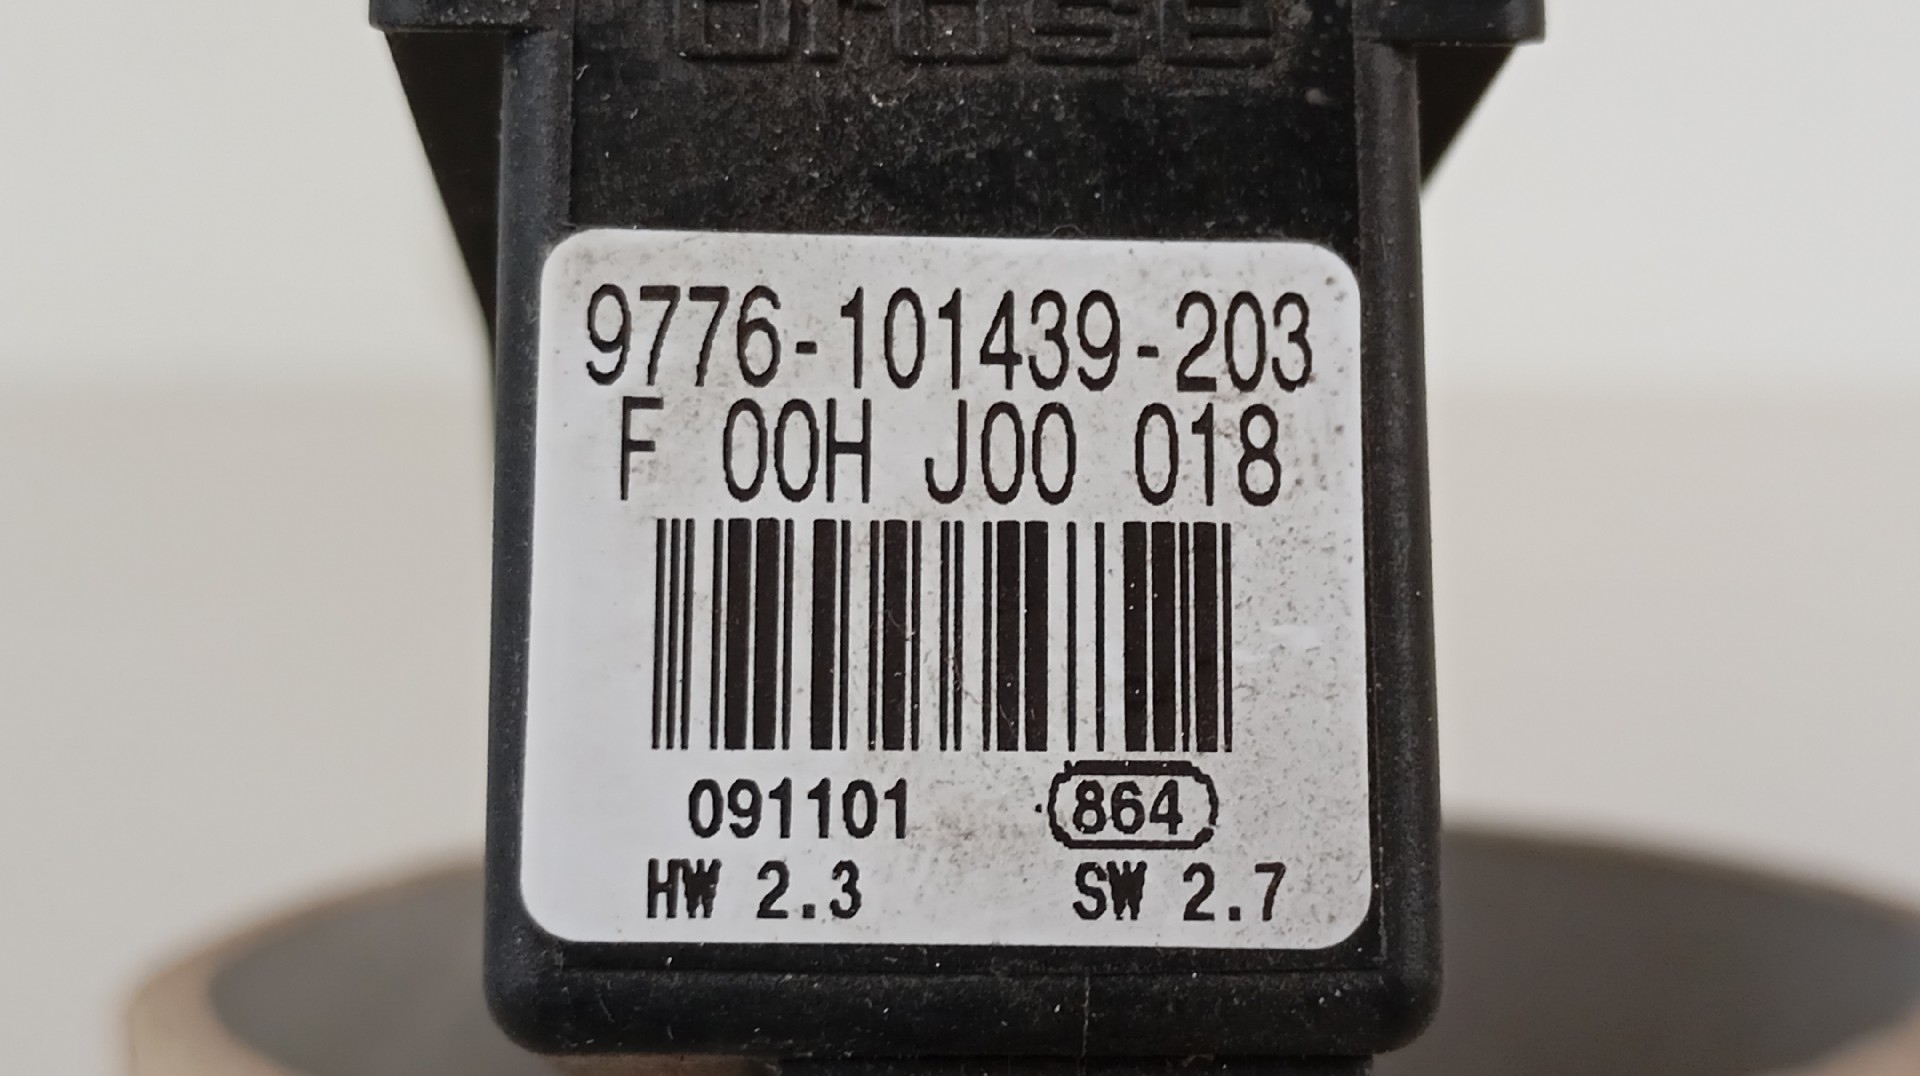 9776-101439-203
F 00H J00 018
091101 864
HW 2.3 SW 2.7